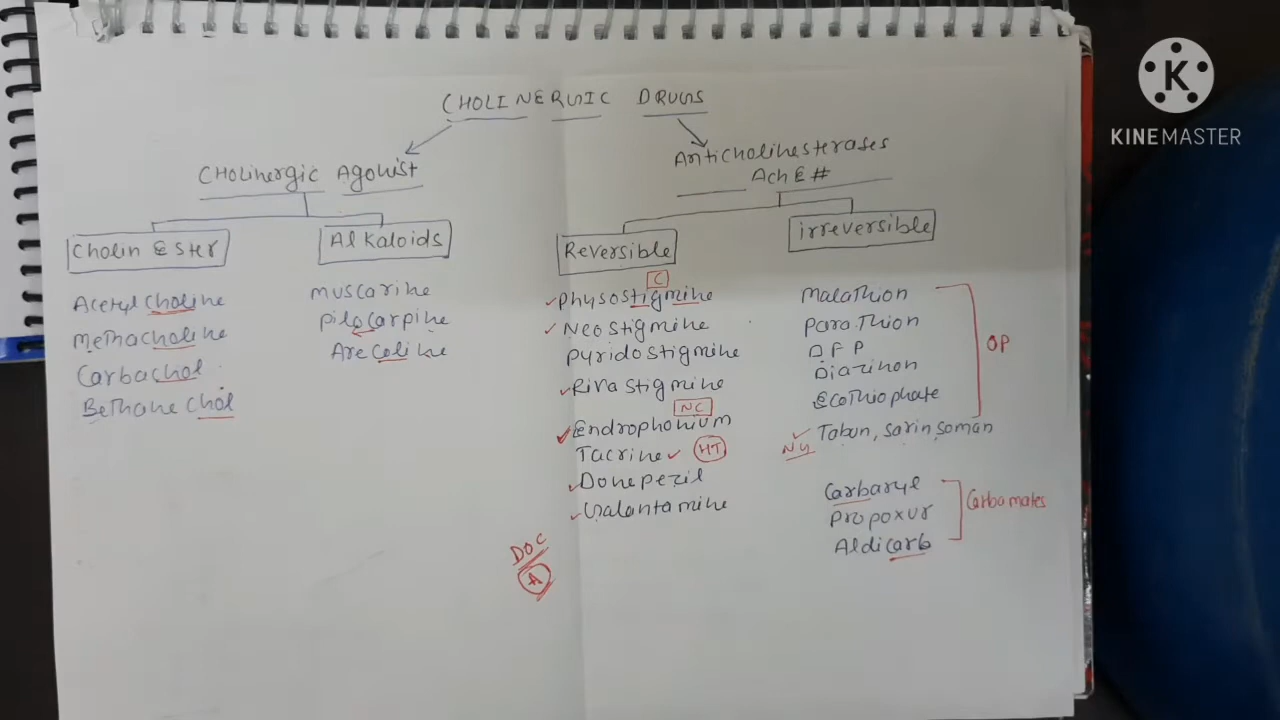 CHOLINERGIC DRUGS
CHOlinergic Agonist
Cholin ESter
Acetyl choline
Methacholine
Carbachol
Bethanechol
Alkaloids
muscarine
pilocarpine
Arecoline
Anticholinesterases
AchE#
Reversible
C
physostigmine
Neostigmine
pyridostigmine
Rivastigmine
NC
Endrophonium
Tacrine HT
Donepezil
Galantamine
DOC
A
irreversible
Malathion
parathion
DFP
Diazinon
Ecothiophate
OP
Tabun, Sarin, Soman
Carbaryl
Propoxur
Aldicarb
Carbamates
K
KINEMASTER